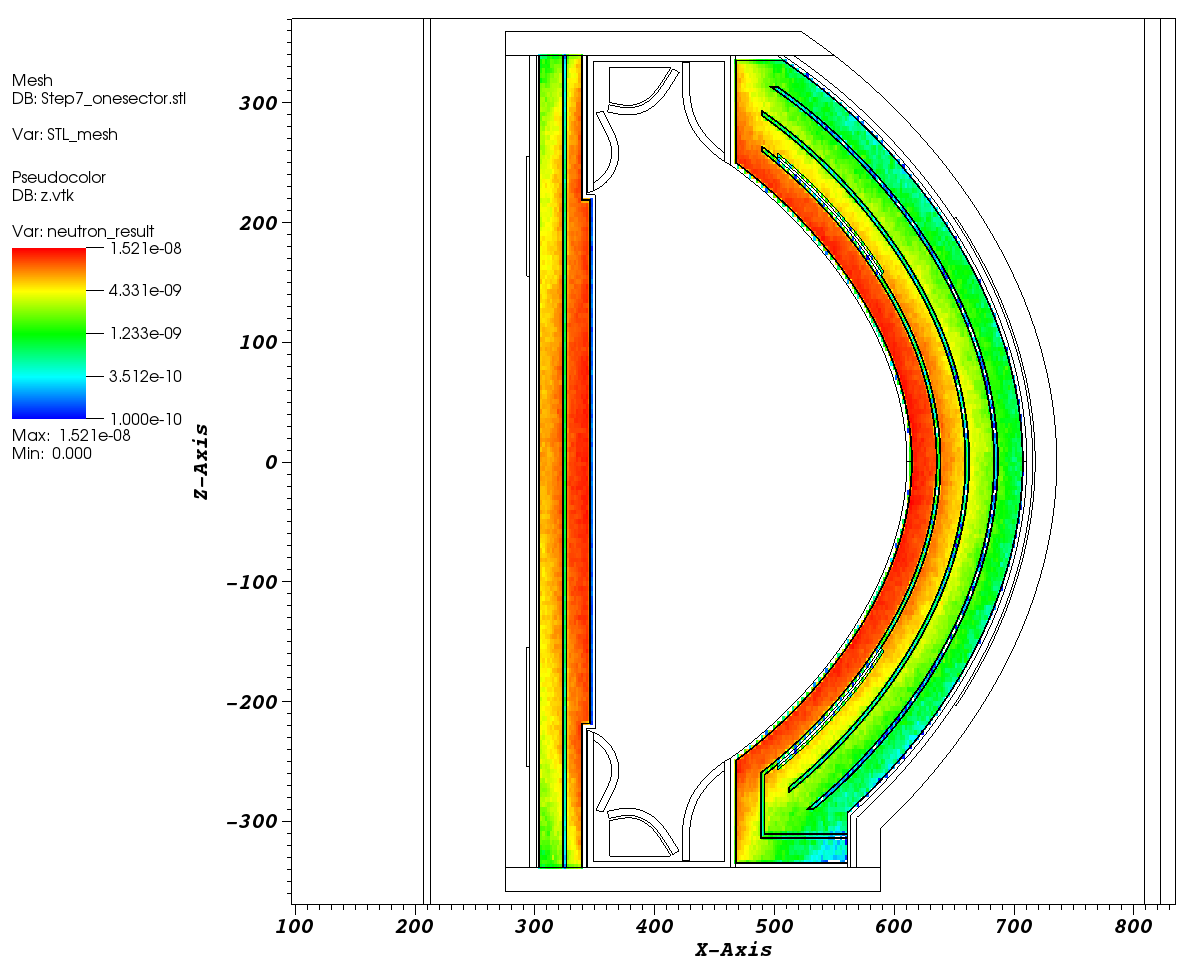 Mesh
DB: Step7_onesector.stl
Var: STL_mesh
Pseudocolor
DB: z.vtk
Var: neutron_result
1.521e-08
4.331e-09
1.233e-09
3.512e-10
1.000e-10
Max: 1.521e-08
Min: 0.000
Z-Axis
300
200
100
0
-100
-200
-300
100 200 300 400 500 600 700 800
X-Axis